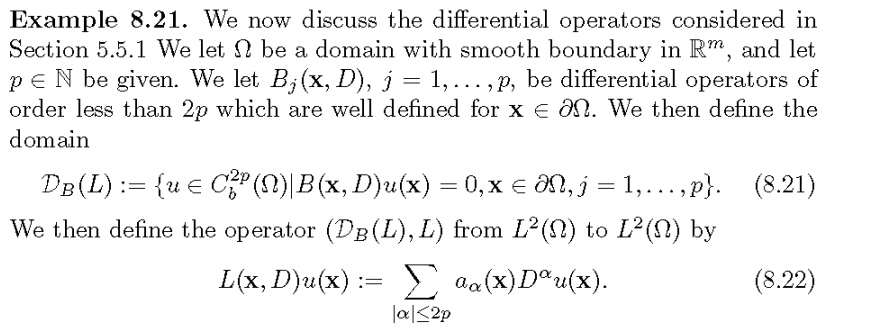 Example 8.21. We now discuss the differential operators considered in
Section 5.5.1 We let Ω be a domain with smooth boundary in ℝᵐ, and let
p ∈ ℕ be given. We let Bⱼ(x, D), j = 1, . . . , p, be differential operators of
order less than 2p which are well defined for x ∈ ∂Ω. We then define the
domain
𝒟_B(L) := {u ∈ C_b^{2p}(Ω)|B(x, D)u(x) = 0, x ∈ ∂Ω, j = 1, . . . , p}. (8.21)
We then define the operator (𝒟_B(L), L) from L²(Ω) to L²(Ω) by
L(x, D)u(x) := ∑_{|α|≤2p} a_α(x)D^α u(x). (8.22)